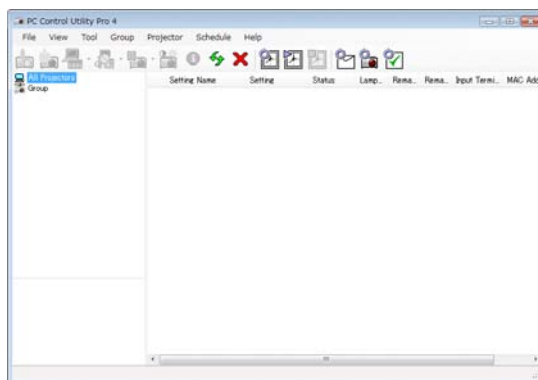 PC Control Utility Pro 4
File View Tool Group Projector Schedule Help
All Projectors
Group
Setting Name Setting Status Lamp... Rema... Rema... Input Termi... MAC Add